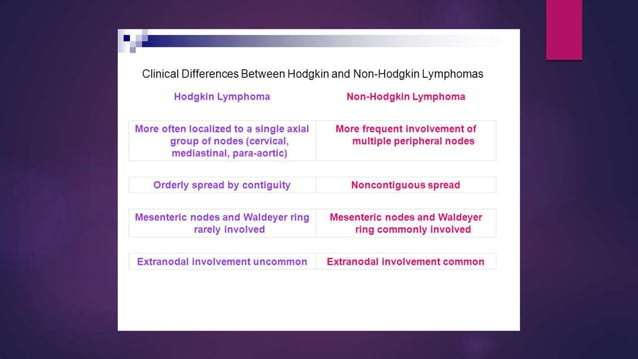 Clinical Differences Between Hodgkin and Non-Hodgkin Lymphomas
Hodgkin Lymphoma
Non-Hodgkin Lymphoma
More often localized to a single axial
group of nodes (cervical,
mediastinal, para-aortic)
More frequent involvement of
multiple peripheral nodes
Orderly spread by contiguity
Noncontiguous spread
Mesenteric nodes and Waldeyer ring
rarely involved
Mesenteric nodes and Waldeyer
ring commonly involved
Extranodal involvement uncommon
Extranodal involvement common